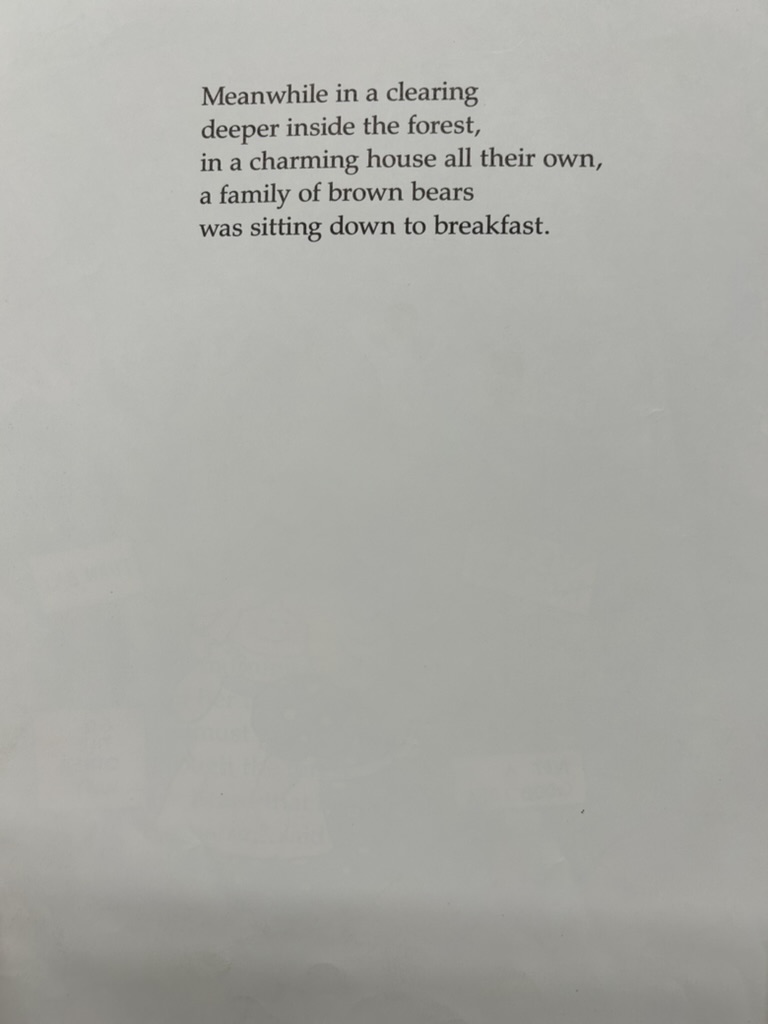 Meanwhile in a clearing
deeper inside the forest,
in a charming house all their own,
a family of brown bears
was sitting down to breakfast.